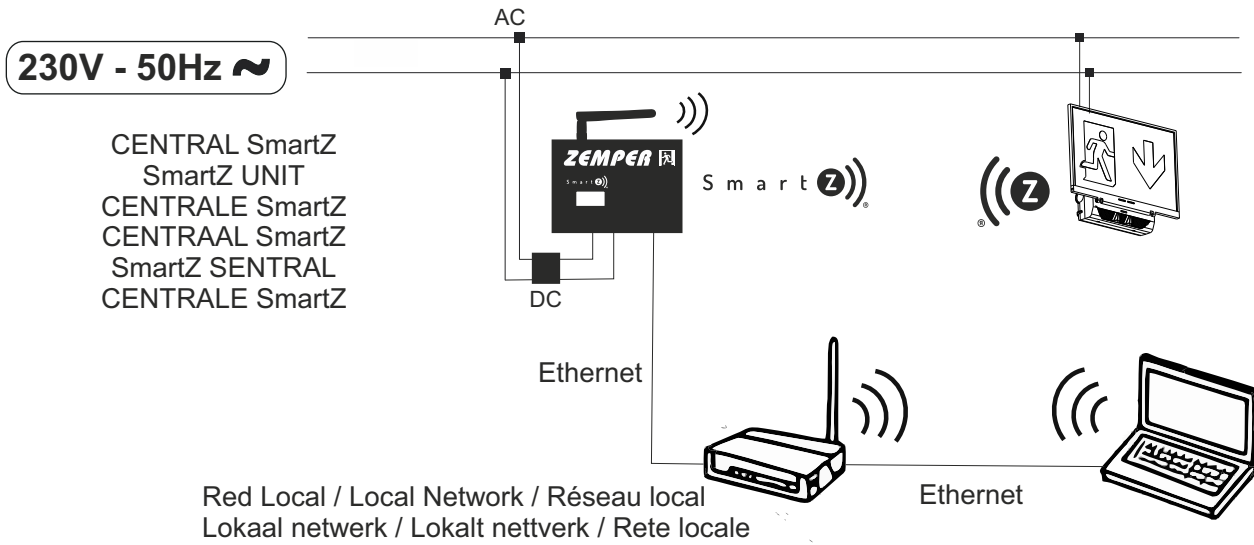 AC
230V - 50Hz ~
CENTRAL SmartZ
SmartZ UNIT
CENTRALE SmartZ
CENTRAAL SmartZ
SmartZ SENTRAL
CENTRALE SmartZ
ZEMPER
Smart Z
Smart Z ®
Z ®
DC
Ethernet
Ethernet
Red Local / Local Network / Réseau local
Lokaal netwerk / Lokalt nettverk / Rete locale